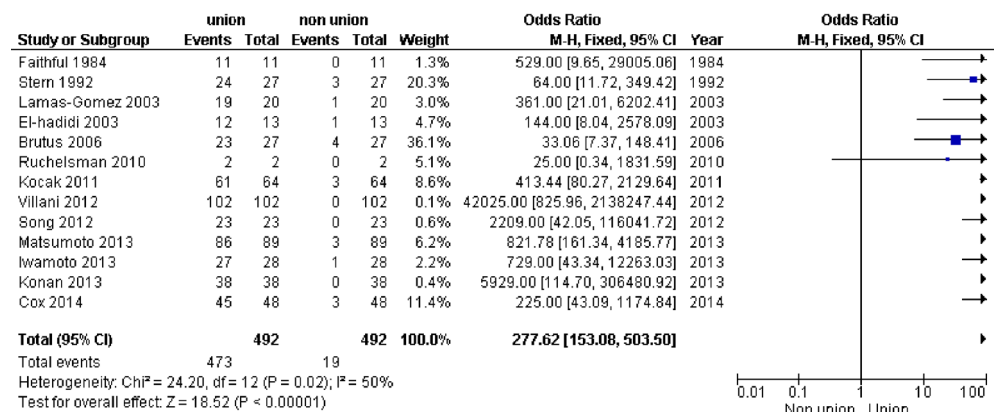 union non union Odds Ratio Odds Ratio
Study or Subgroup Events Total Events Total Weight M-H, Fixed, 95% CI Year M-H, Fixed, 95% CI
Faithful 1984 11 11 0 11 1.3% 529.00 [9.65, 29005.06] 1984
Stern 1992 24 27 3 27 20.3% 64.00 [11.72, 349.42] 1992
Lamas-Gomez 2003 19 20 1 20 3.0% 361.00 [21.01, 6202.41] 2003
El-hadidi 2003 12 13 1 13 4.7% 144.00 [8.04, 2578.09] 2003
Brutus 2006 23 27 4 27 36.1% 33.06 [7.37, 148.41] 2006
Ruchelsman 2010 2 2 0 2 5.1% 25.00 [0.34, 1831.59] 2010
Kocak 2011 61 64 3 64 8.6% 413.44 [80.27, 2129.64] 2011
Villani 2012 102 102 0 102 0.1% 42025.00 [825.96, 2138247.44] 2012
Song 2012 23 23 0 23 0.6% 2209.00 [42.05, 116041.72] 2012
Matsumoto 2013 86 89 3 89 6.2% 821.78 [161.34, 4185.77] 2013
Iwamoto 2013 27 28 1 28 2.2% 729.00 [43.34, 12263.03] 2013
Konan 2013 38 38 0 38 0.4% 5929.00 [114.70, 306480.92] 2013
Cox 2014 45 48 3 48 11.4% 225.00 [43.09, 1174.84] 2014
Total (95% CI) 492 492 100.0% 277.62 [153.08, 503.50]
Total events 473 19
Heterogeneity: Chi² = 24.20, df = 12 (P = 0.02); I² = 50%
Test for overall effect: Z = 18.52 (P < 0.00001)
0.01 0.1 1 10 100
Non union Union